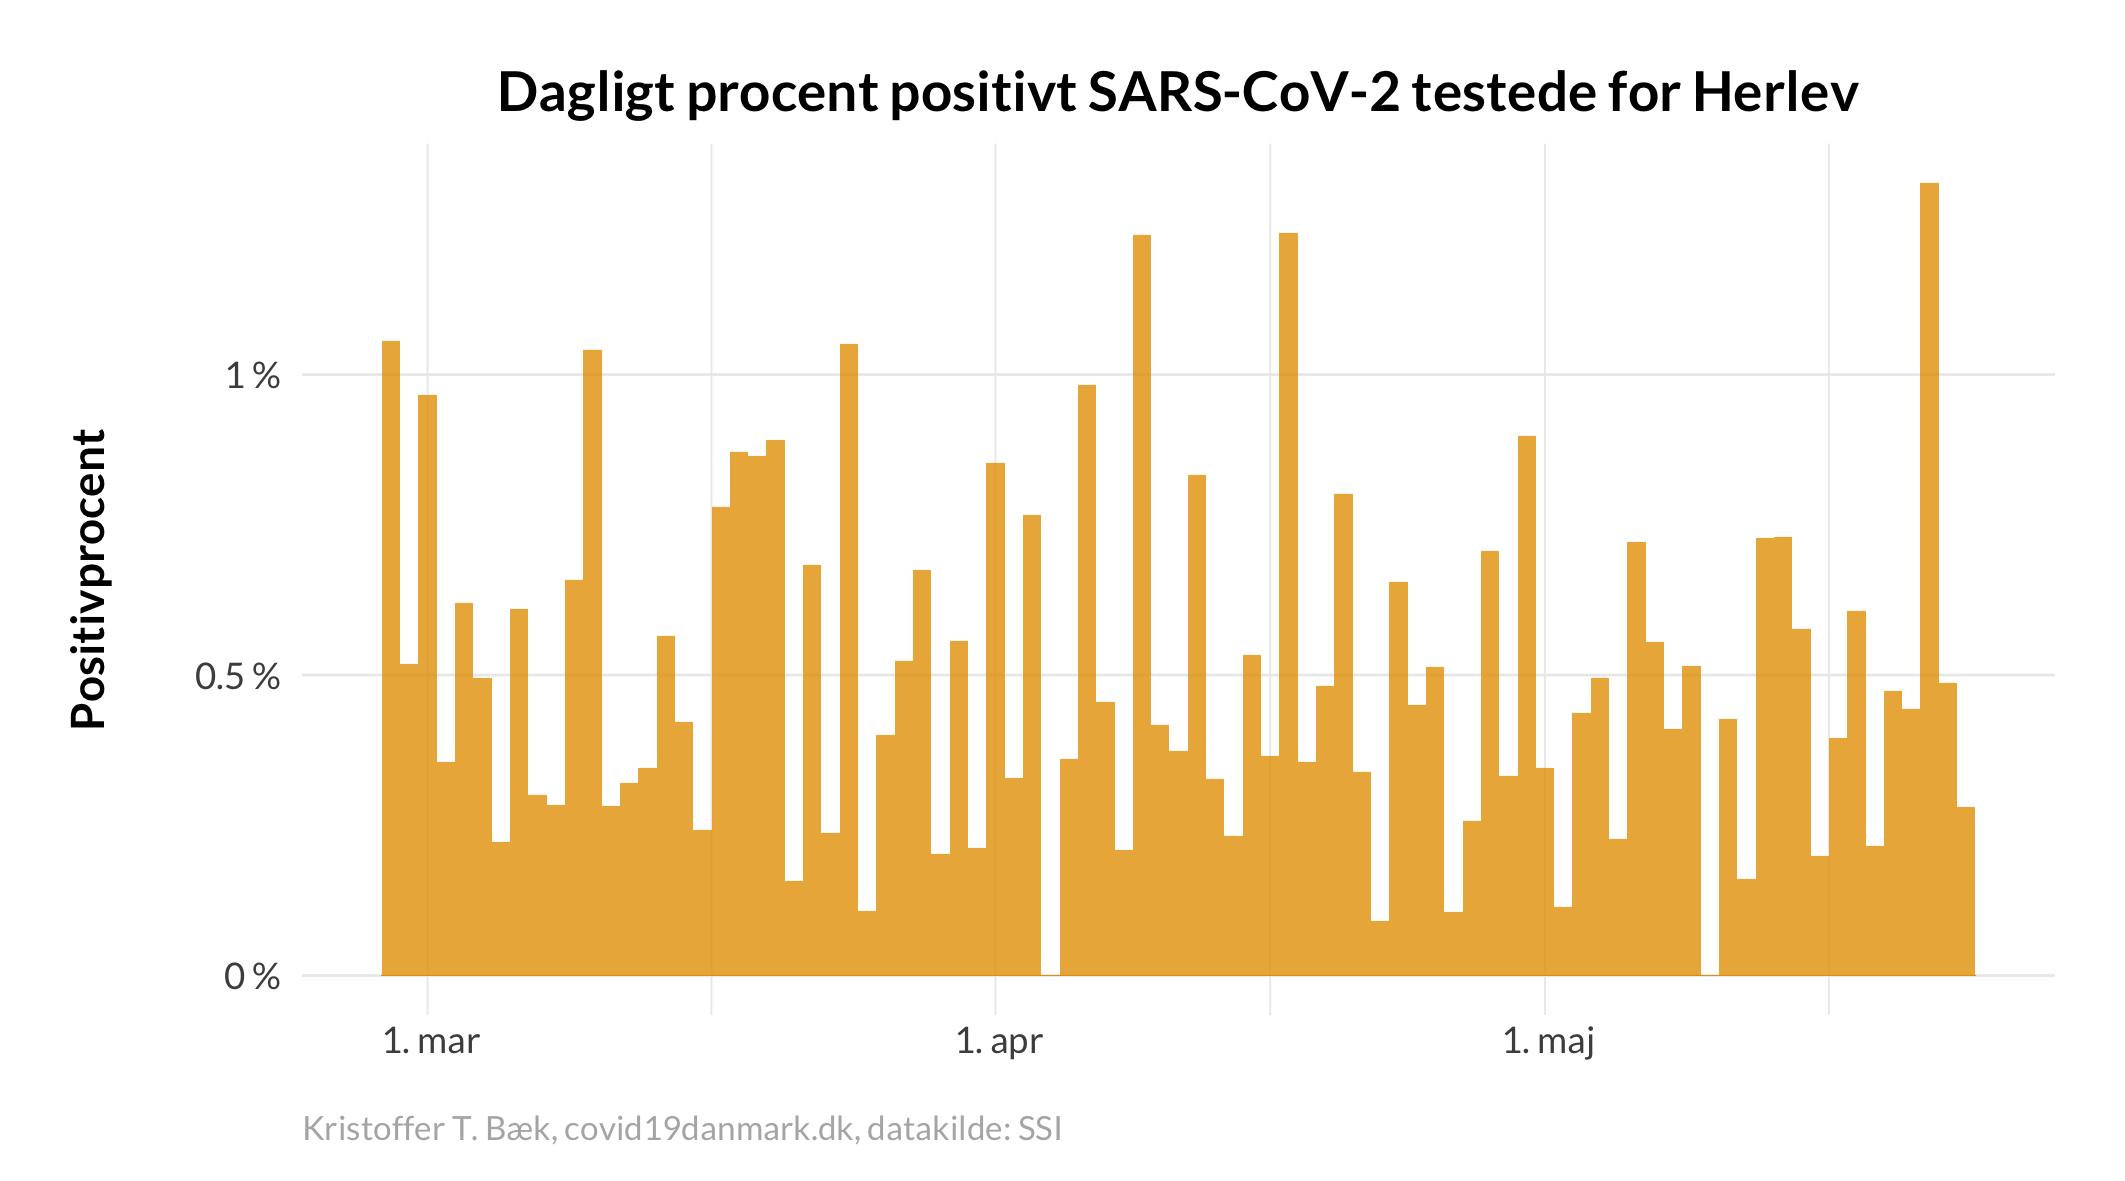 Dagligt procent positivt SARS-CoV-2 testede for Herlev
Positivprocent
1 %
0.5 %
0 %
1. mar
1. apr
1. maj
Kristoffer T. Bæk, covid19danmark.dk, datakilde: SSI